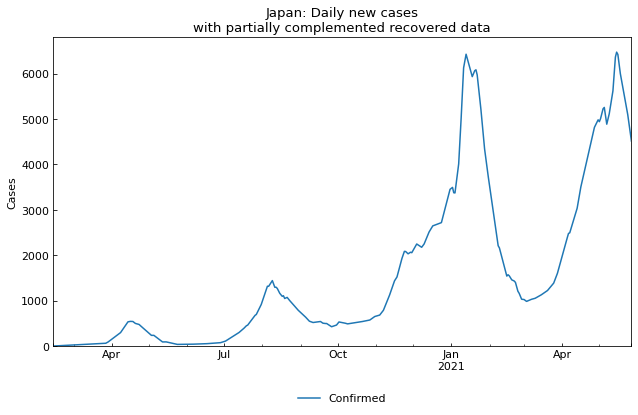 Japan: Daily new cases
with partially complemented recovered data
Cases
6000
5000
4000
3000
2000
1000
0
Apr
Jul
Oct
Jan
2021
Apr
Confirmed